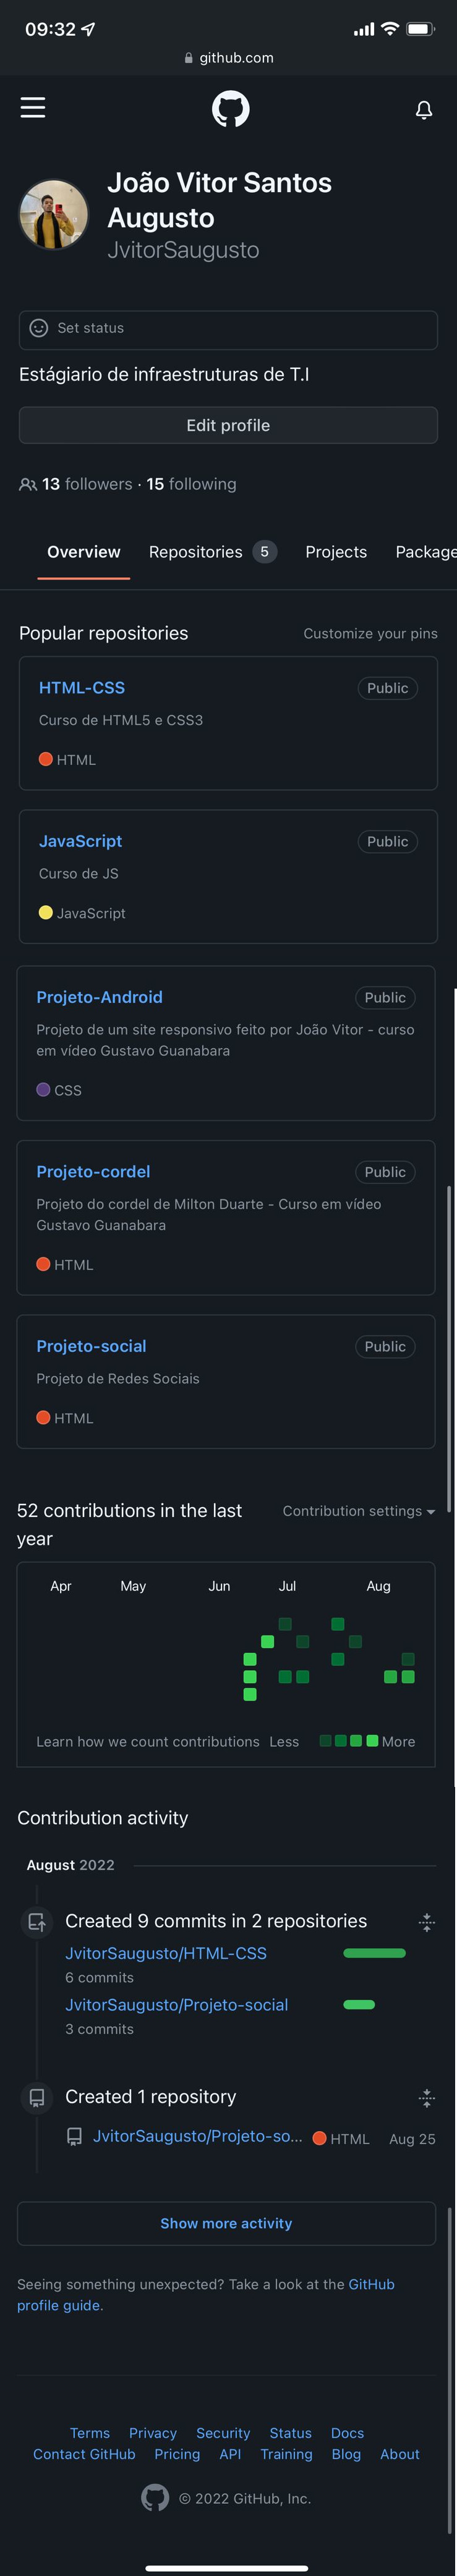 09:32
github.com
João Vitor Santos
Augusto
JvitorSaugusto
Set status
Estágiario de infraestruturas de T.I
Edit profile
13 followers · 15 following
Overview Repositories 5 Projects Package
Popular repositories Customize your pins
HTML-CSS Public
Curso de HTML5 e CSS3
HTML
JavaScript Public
Curso de JS
JavaScript
Projeto-Android Public
Projeto de um site responsivo feito por João Vitor - curso
em vídeo Gustavo Guanabara
CSS
Projeto-cordel Public
Projeto do cordel de Milton Duarte - Curso em vídeo
Gustavo Guanabara
HTML
Projeto-social Public
Projeto de Redes Sociais
HTML
52 contributions in the last Contribution settings
year
Apr May Jun Jul Aug
Learn how we count contributions Less More
Contribution activity
August 2022
Created 9 commits in 2 repositories
JvitorSaugusto/HTML-CSS
6 commits
JvitorSaugusto/Projeto-social
3 commits
Created 1 repository
JvitorSaugusto/Projeto-so... HTML Aug 25
Show more activity
Seeing something unexpected? Take a look at the GitHub
profile guide.
Terms Privacy Security Status Docs
Contact GitHub Pricing API Training Blog About
© 2022 GitHub, Inc.